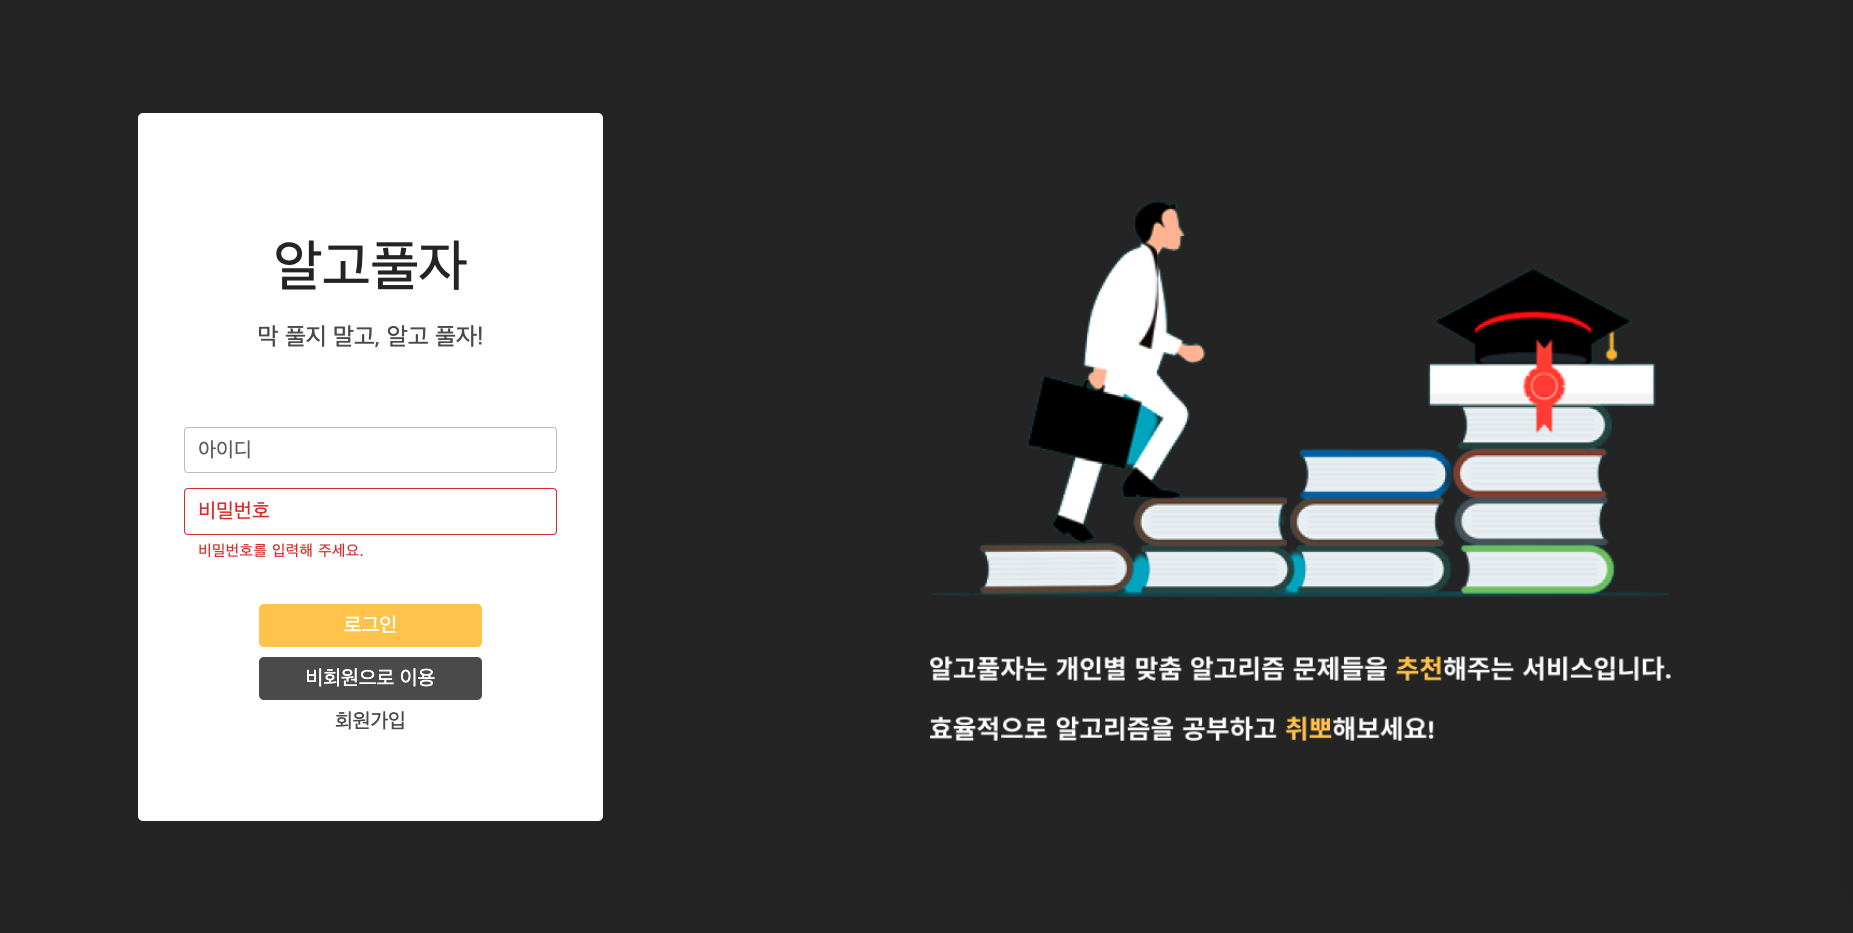 알고풀자
막 풀지 말고, 알고 풀자!
아이디
비밀번호
비밀번호를 입력해 주세요.
로그인
비회원으로 이용
회원가입
알고풀자는 개인별 맞춤 알고리즘 문제들을 추천해주는 서비스입니다.
효율적으로 알고리즘을 공부하고 취뽀해보세요!